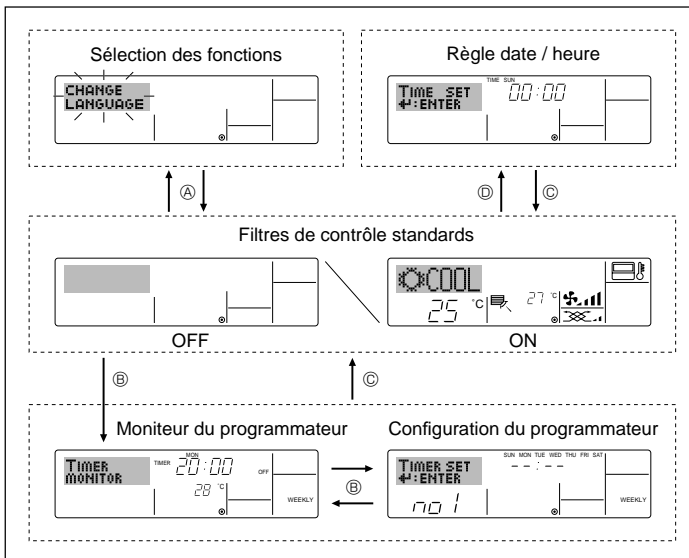 Sélection des fonctions
CHANGE
LANGUAGE
Règle date / heure
TIME SUN
TIME SET 00:00
↵:ENTER
Ⓐ
Ⓓ Ⓒ
Filtres de contrôle standards
COOL
25 °C 27 °C
OFF ON
Ⓑ Ⓒ
Moniteur du programmateur Configuration du programmateur
MON
TIMER TIMER 20:00 OFF
MONITOR
28 °C
WEEKLY
Ⓑ
SUN MON TUE WED THU FRI SAT
TIMER SET --:--
↵:ENTER
no 1 WEEKLY